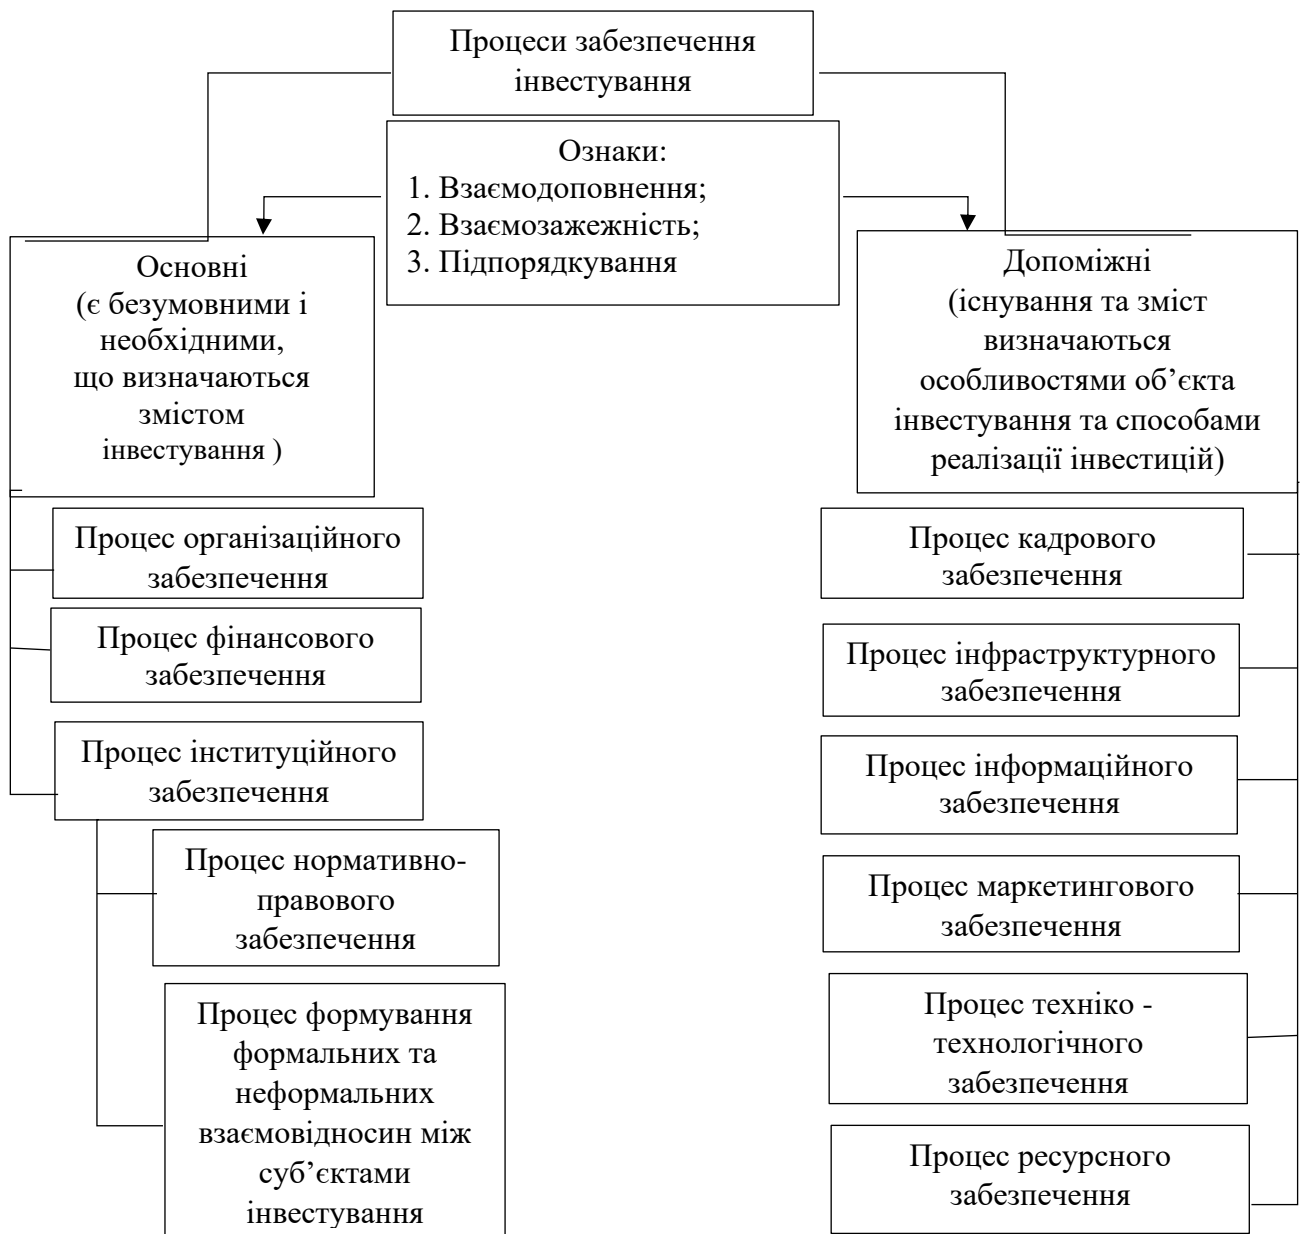 Процеси забезпечення
інвестування
Ознаки:
1. Взаємодоповнення;
2. Взаємозажежність;
3. Підпорядкування
Основні
(є безумовними і
необхідними,
що визначаються
змістом
інвестування )
Допоміжні
(існування та зміст
визначаються
особливостями об’єкта
інвестування та способами
реалізації інвестицій)
Процес організаційного
забезпечення
Процес фінансового
забезпечення
Процес інституційного
забезпечення
Процес нормативно-
правового
забезпечення
Процес формування
формальних та
неформальних
взаємовідносин між
суб’єктами
інвестування
Процес кадрового
забезпечення
Процес інфраструктурного
забезпечення
Процес інформаційного
забезпечення
Процес маркетингового
забезпечення
Процес техніко -
технологічного
забезпечення
Процес ресурсного
забезпечення